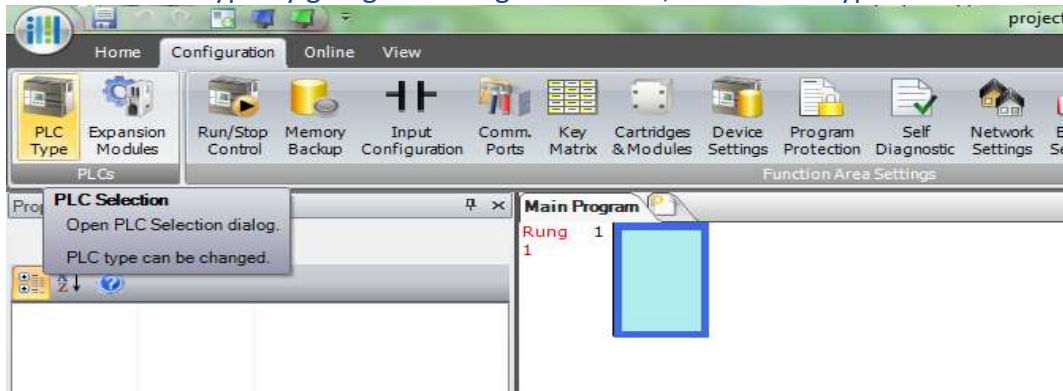 project
Home Configuration Online View
PLC Type
Expansion Modules
Run/Stop Control
Memory Backup
Input Configuration
Comm. Ports
Key Matrix
Cartridges & Modules
Device Settings
Program Protection
Self Diagnostic
Network Settings
PLCs
Function Area Settings
PLC Selection
Open PLC Selection dialog.
PLC type can be changed.
Main Program
Rung 1
1
A
Z